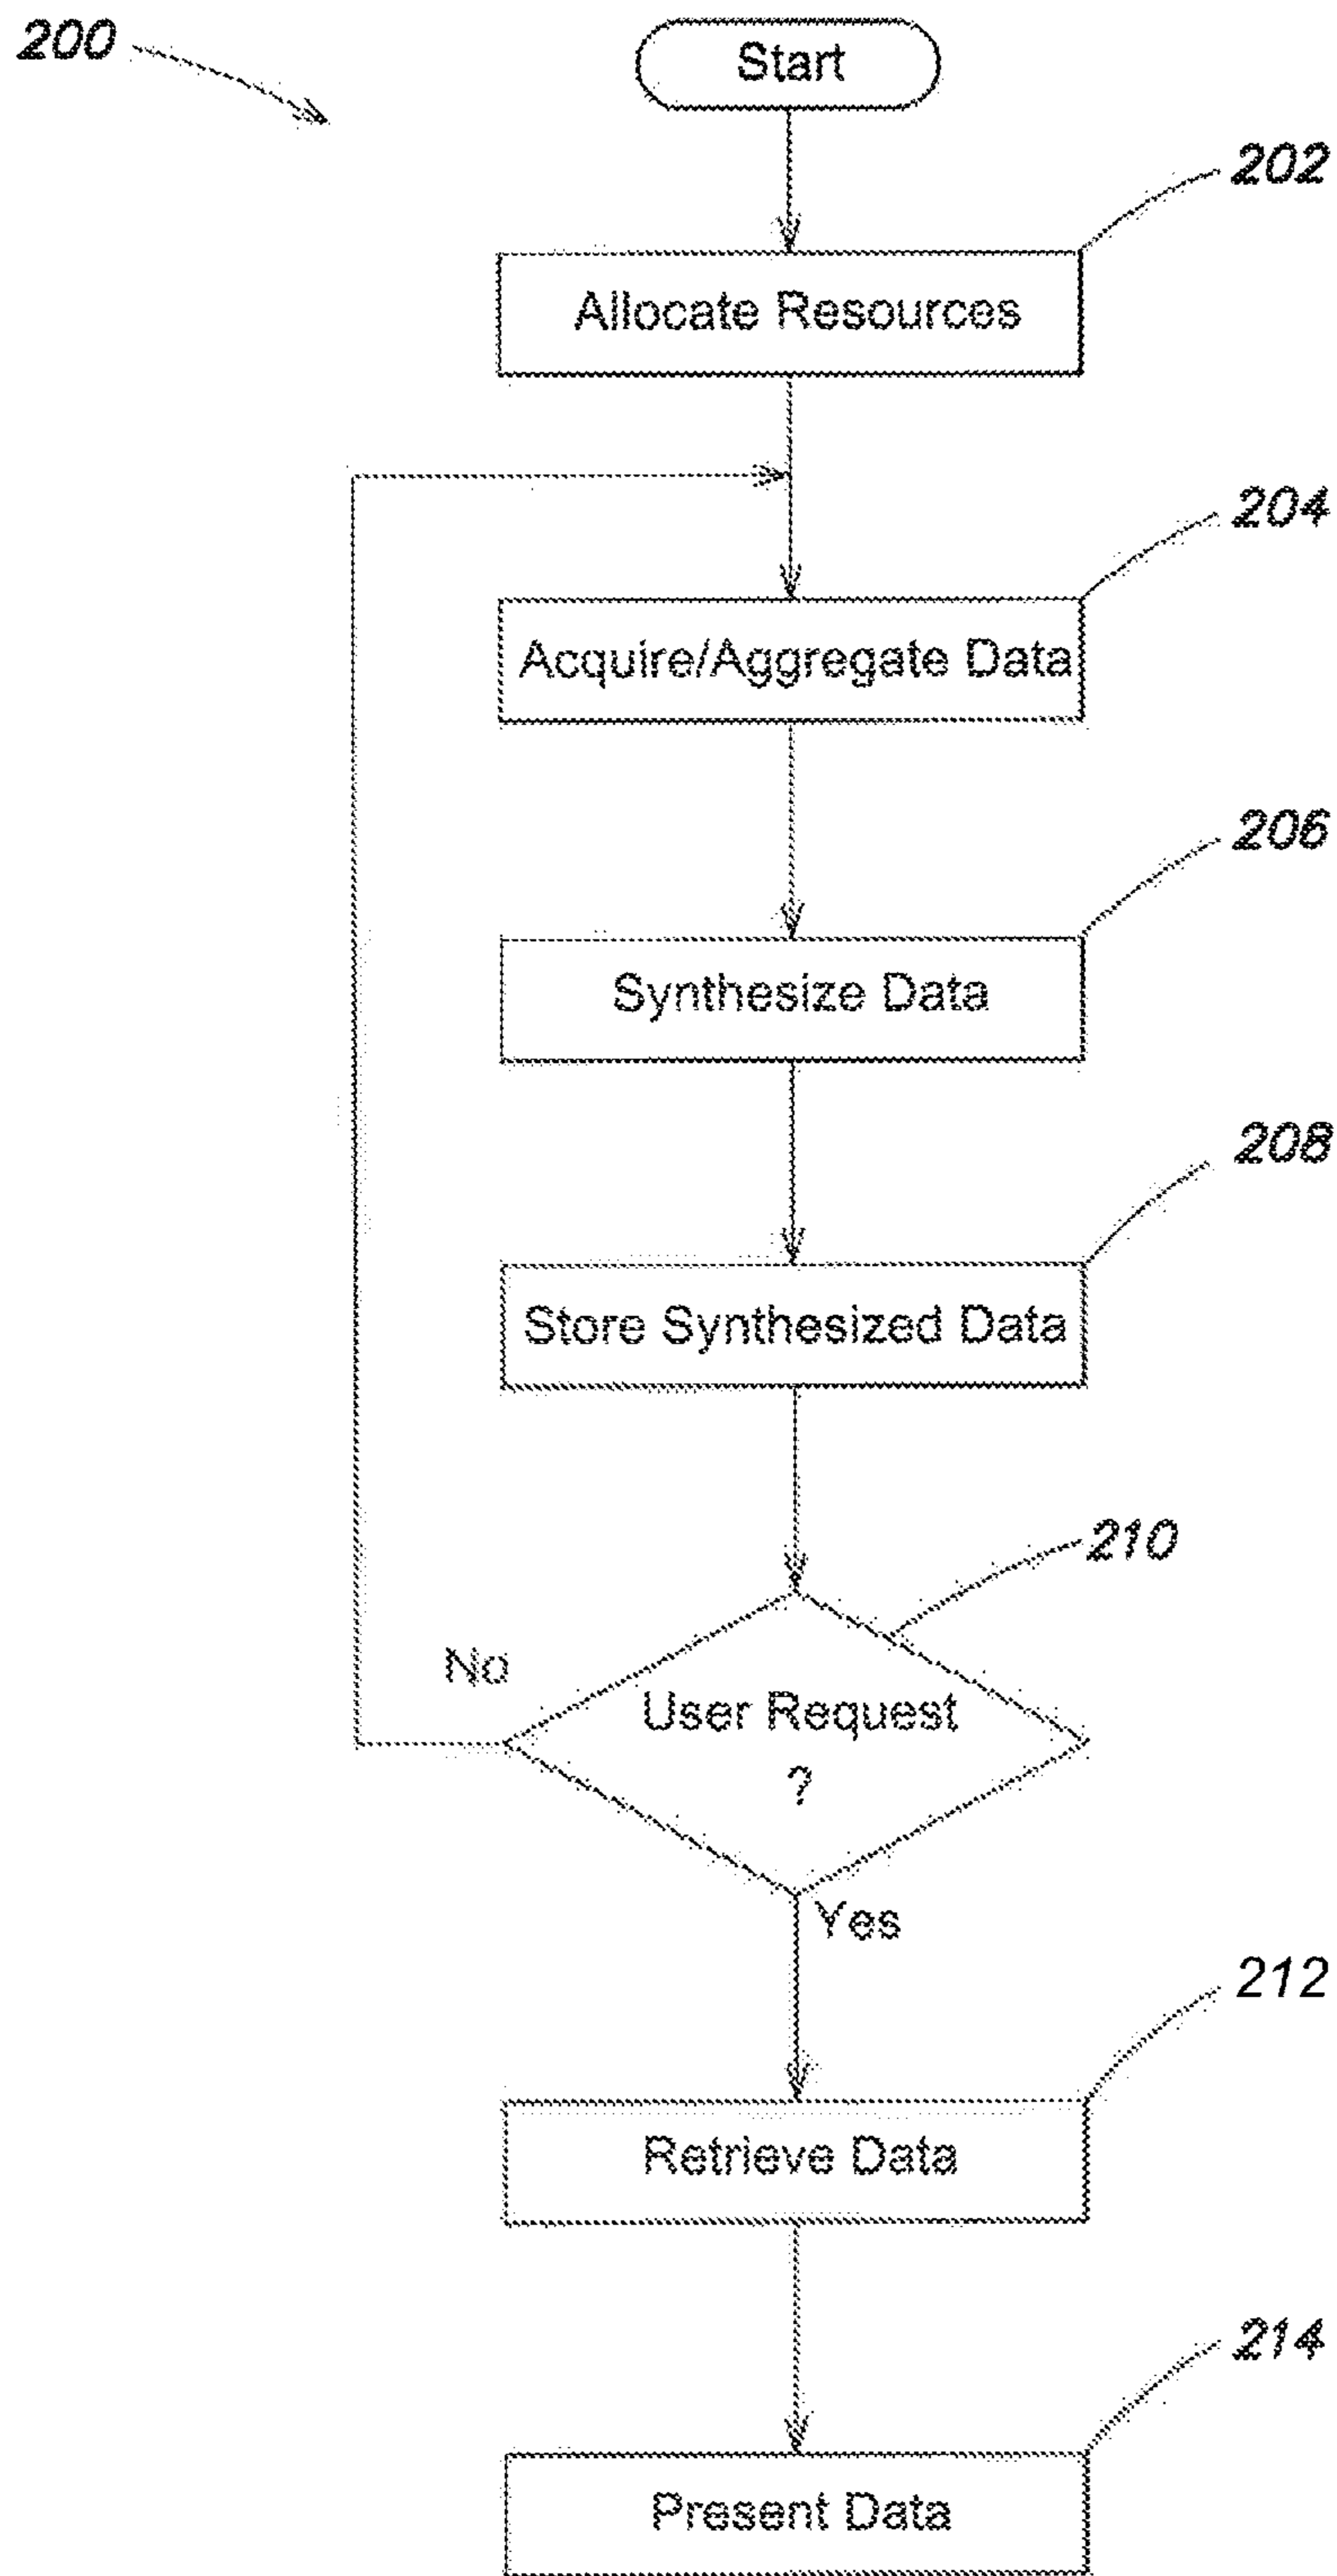 200
Start
202
Allocate Resources
204
Acquire/Aggregate Data
206
Synthesize Data
208
Store Synthesized Data
210
No
User Request
?
Yes
212
Retrieve Data
214
Present Data